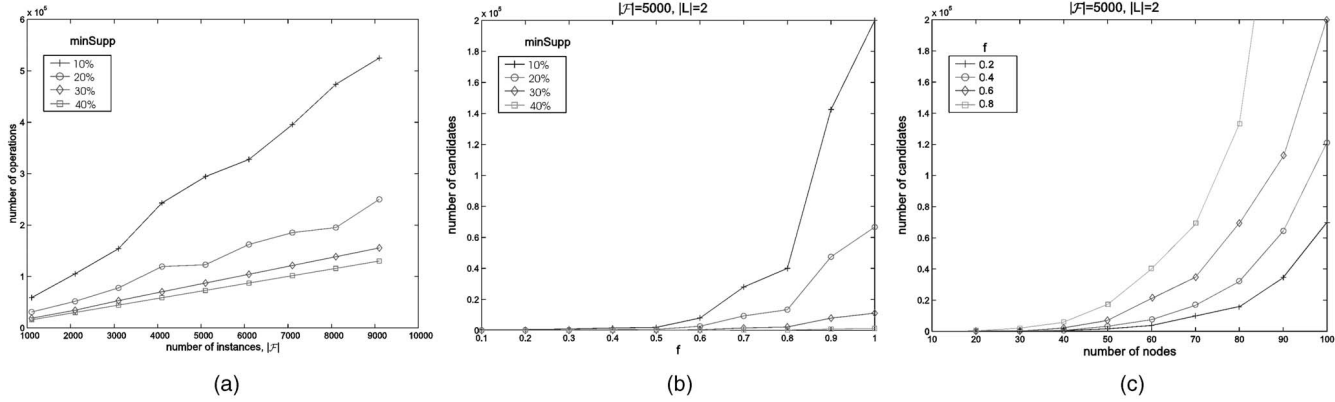 x 10^5
6
5
4
3
2
1
0
number of operations
minSupp
10%
20%
30%
40%
1000 2000 3000 4000 5000 6000 7000 8000 9000 10000
number of instances, |F|
(a)
|F|=5000, |L|=2
x 10^5
2
1.8
1.6
1.4
1.2
1
0.8
0.6
0.4
0.2
0
number of candidates
minSupp
10%
20%
30%
40%
0.1 0.2 0.3 0.4 0.5 0.6 0.7 0.8 0.9 1
f
(b)
|F|=5000, |L|=2
x 10^5
2
1.8
1.6
1.4
1.2
1
0.8
0.6
0.4
0.2
0
number of candidates
f
0.2
0.4
0.6
0.8
10 20 30 40 50 60 70 80 90 100
number of nodes
(c)